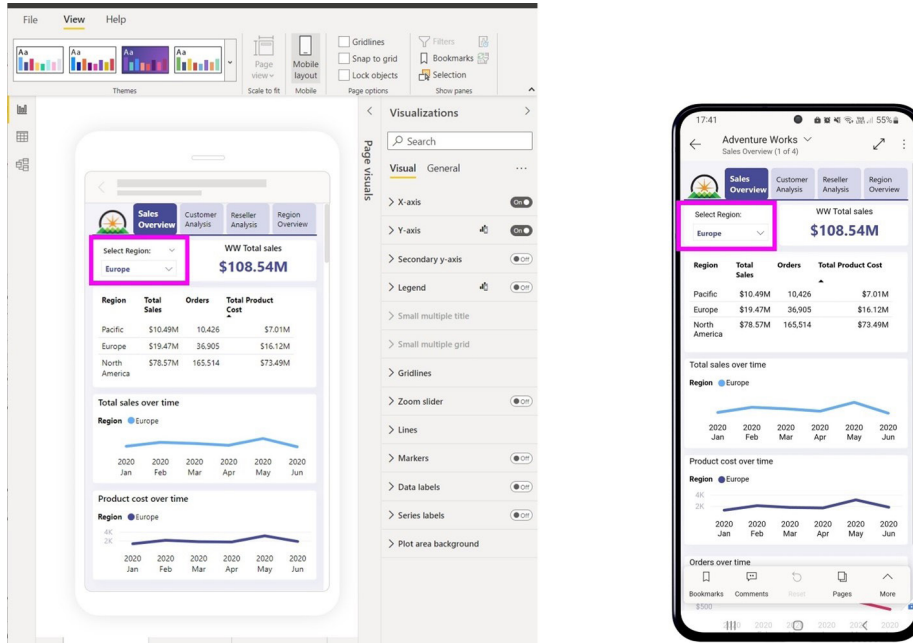 File View Help
Aa Aa Aa Aa
Page view
Mobile layout
Gridlines
Snap to grid
Lock objects
Filters
Bookmarks
Selection
Themes Scale to fit Mobile Page options Show panes
Page visuals
Visualizations
Search
Visual General ...
X-axis On
Y-axis On
Secondary y-axis Off
Legend Off
Small multiple title
Small multiple grid
Gridlines
Zoom slider Off
Lines
Markers Off
Data labels Off
Series labels Off
Plot area background
Sales Overview
Customer Analysis
Reseller Analysis
Region Overview
Select Region:
Europe
WW Total sales
$108.54M
Region Total Sales Orders Total Product Cost
Pacific $10.49M 10,426 $7.01M
Europe $19.47M 36,905 $16.12M
North America $78.57M 165,514 $73.49M
Total sales over time
Region Europe
2020 2020 2020 2020 2020 2020
Jan Feb Mar Apr May Jun
Product cost over time
Region Europe
4K
2K
2020 2020 2020 2020 2020 2020
Jan Feb Mar Apr May Jun
17:41 55%
Adventure Works
Sales Overview (1 of 4)
Sales Overview
Customer Analysis
Reseller Analysis
Region Overview
Select Region:
Europe
WW Total sales
$108.54M
Region Total Sales Orders Total Product Cost
Pacific $10.49M 10,426 $7.01M
Europe $19.47M 36,905 $16.12M
North America $78.57M 165,514 $73.49M
Total sales over time
Region Europe
2020 2020 2020 2020 2020 2020
Jan Feb Mar Apr May Jun
Product cost over time
Region Europe
4K
2K
2020 2020 2020 2020 2020 2020
Jan Feb Mar Apr May Jun
Orders over time
Bookmarks Comments Reset Pages More
$500
2020 2020 2020